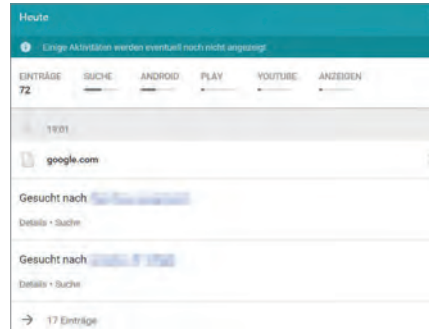 Heute
Einige Aktivitäten werden eventuell noch nicht angezeigt
EINTRÄGE SUCHE ANDROID PLAY YOUTUBE ANZEIGEN
72
19:01
google.com
Gesucht nach
Details • Suche
Gesucht nach
Details • Suche
17 Einträge